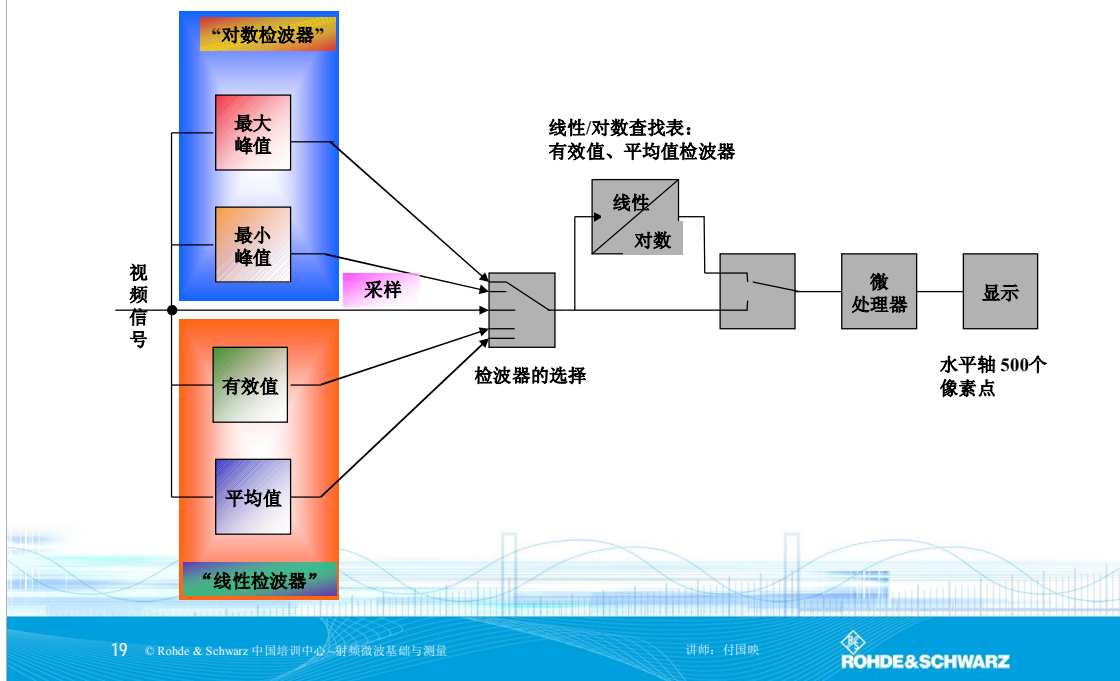 “对数检波器”
最大
峰值
最小
峰值
视
频
信
号
采样
有效值
平均值
“线性检波器”
线性/对数查找表：
有效值、平均值检波器
线性
对数
检波器的选择
微
处理器
显示
水平轴 500个
像素点
19 © Rohde & Schwarz 中国培训中心 –射频微波基础与测量
讲师：付国映
R&S
ROHDE&SCHWARZ